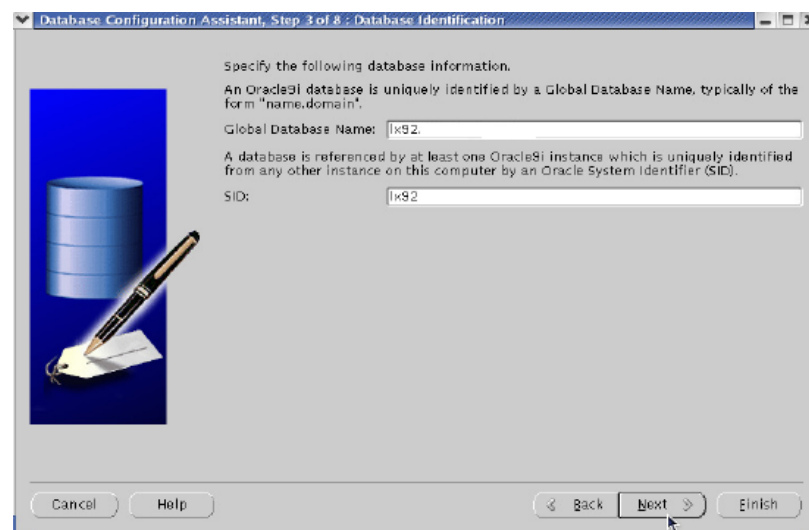 Database Configuration Assistant, Step 3 of 8 : Database Identification
Specify the following database information.
An Oracle9i database is uniquely identified by a Global Database Name, typically of the
form "name.domain".
Global Database Name: lx92.
A database is referenced by at least one Oracle9i instance which is uniquely identified
from any other instance on this computer by an Oracle System Identifier (SID).
SID: lx92
Cancel Help Back Next Finish